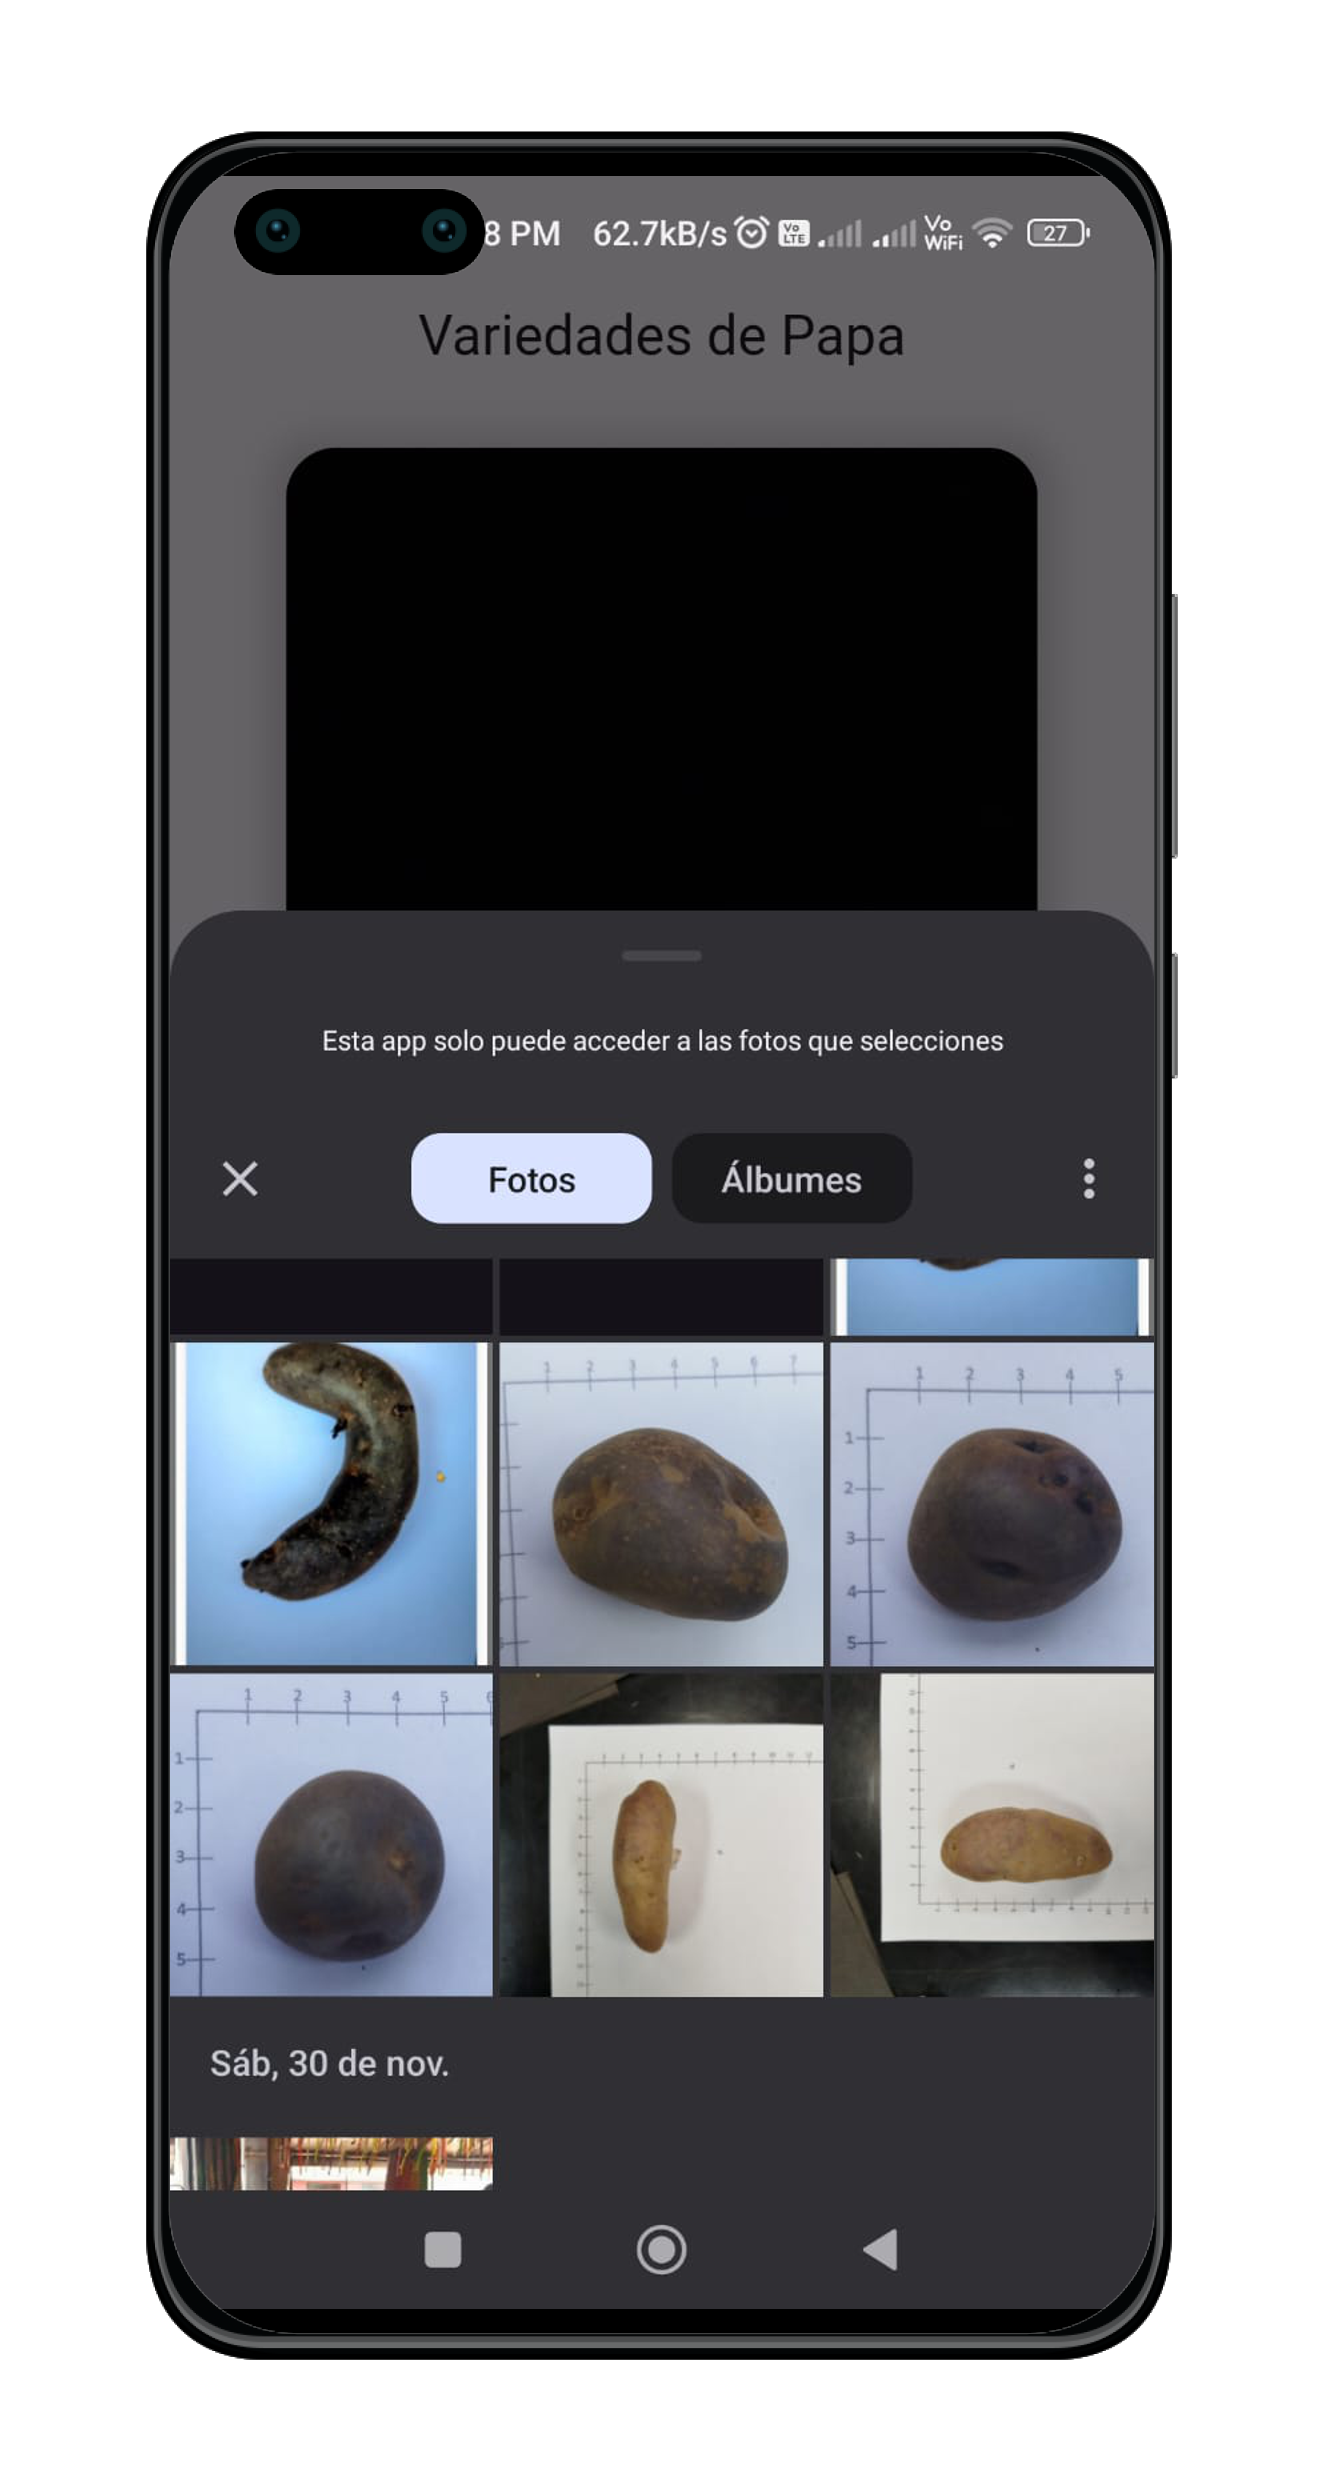 8 PM 62.7kB/s Vo LTE Vo WiFi 27
Variedades de Papa
Esta app solo puede acceder a las fotos que selecciones
Fotos Álbumes
1 2 3 4 5 6 7
1 2 3 4 5
1
2
3
4
5
1 2 3 4 5 6
1
2
3
4
5
Sáb, 30 de nov.